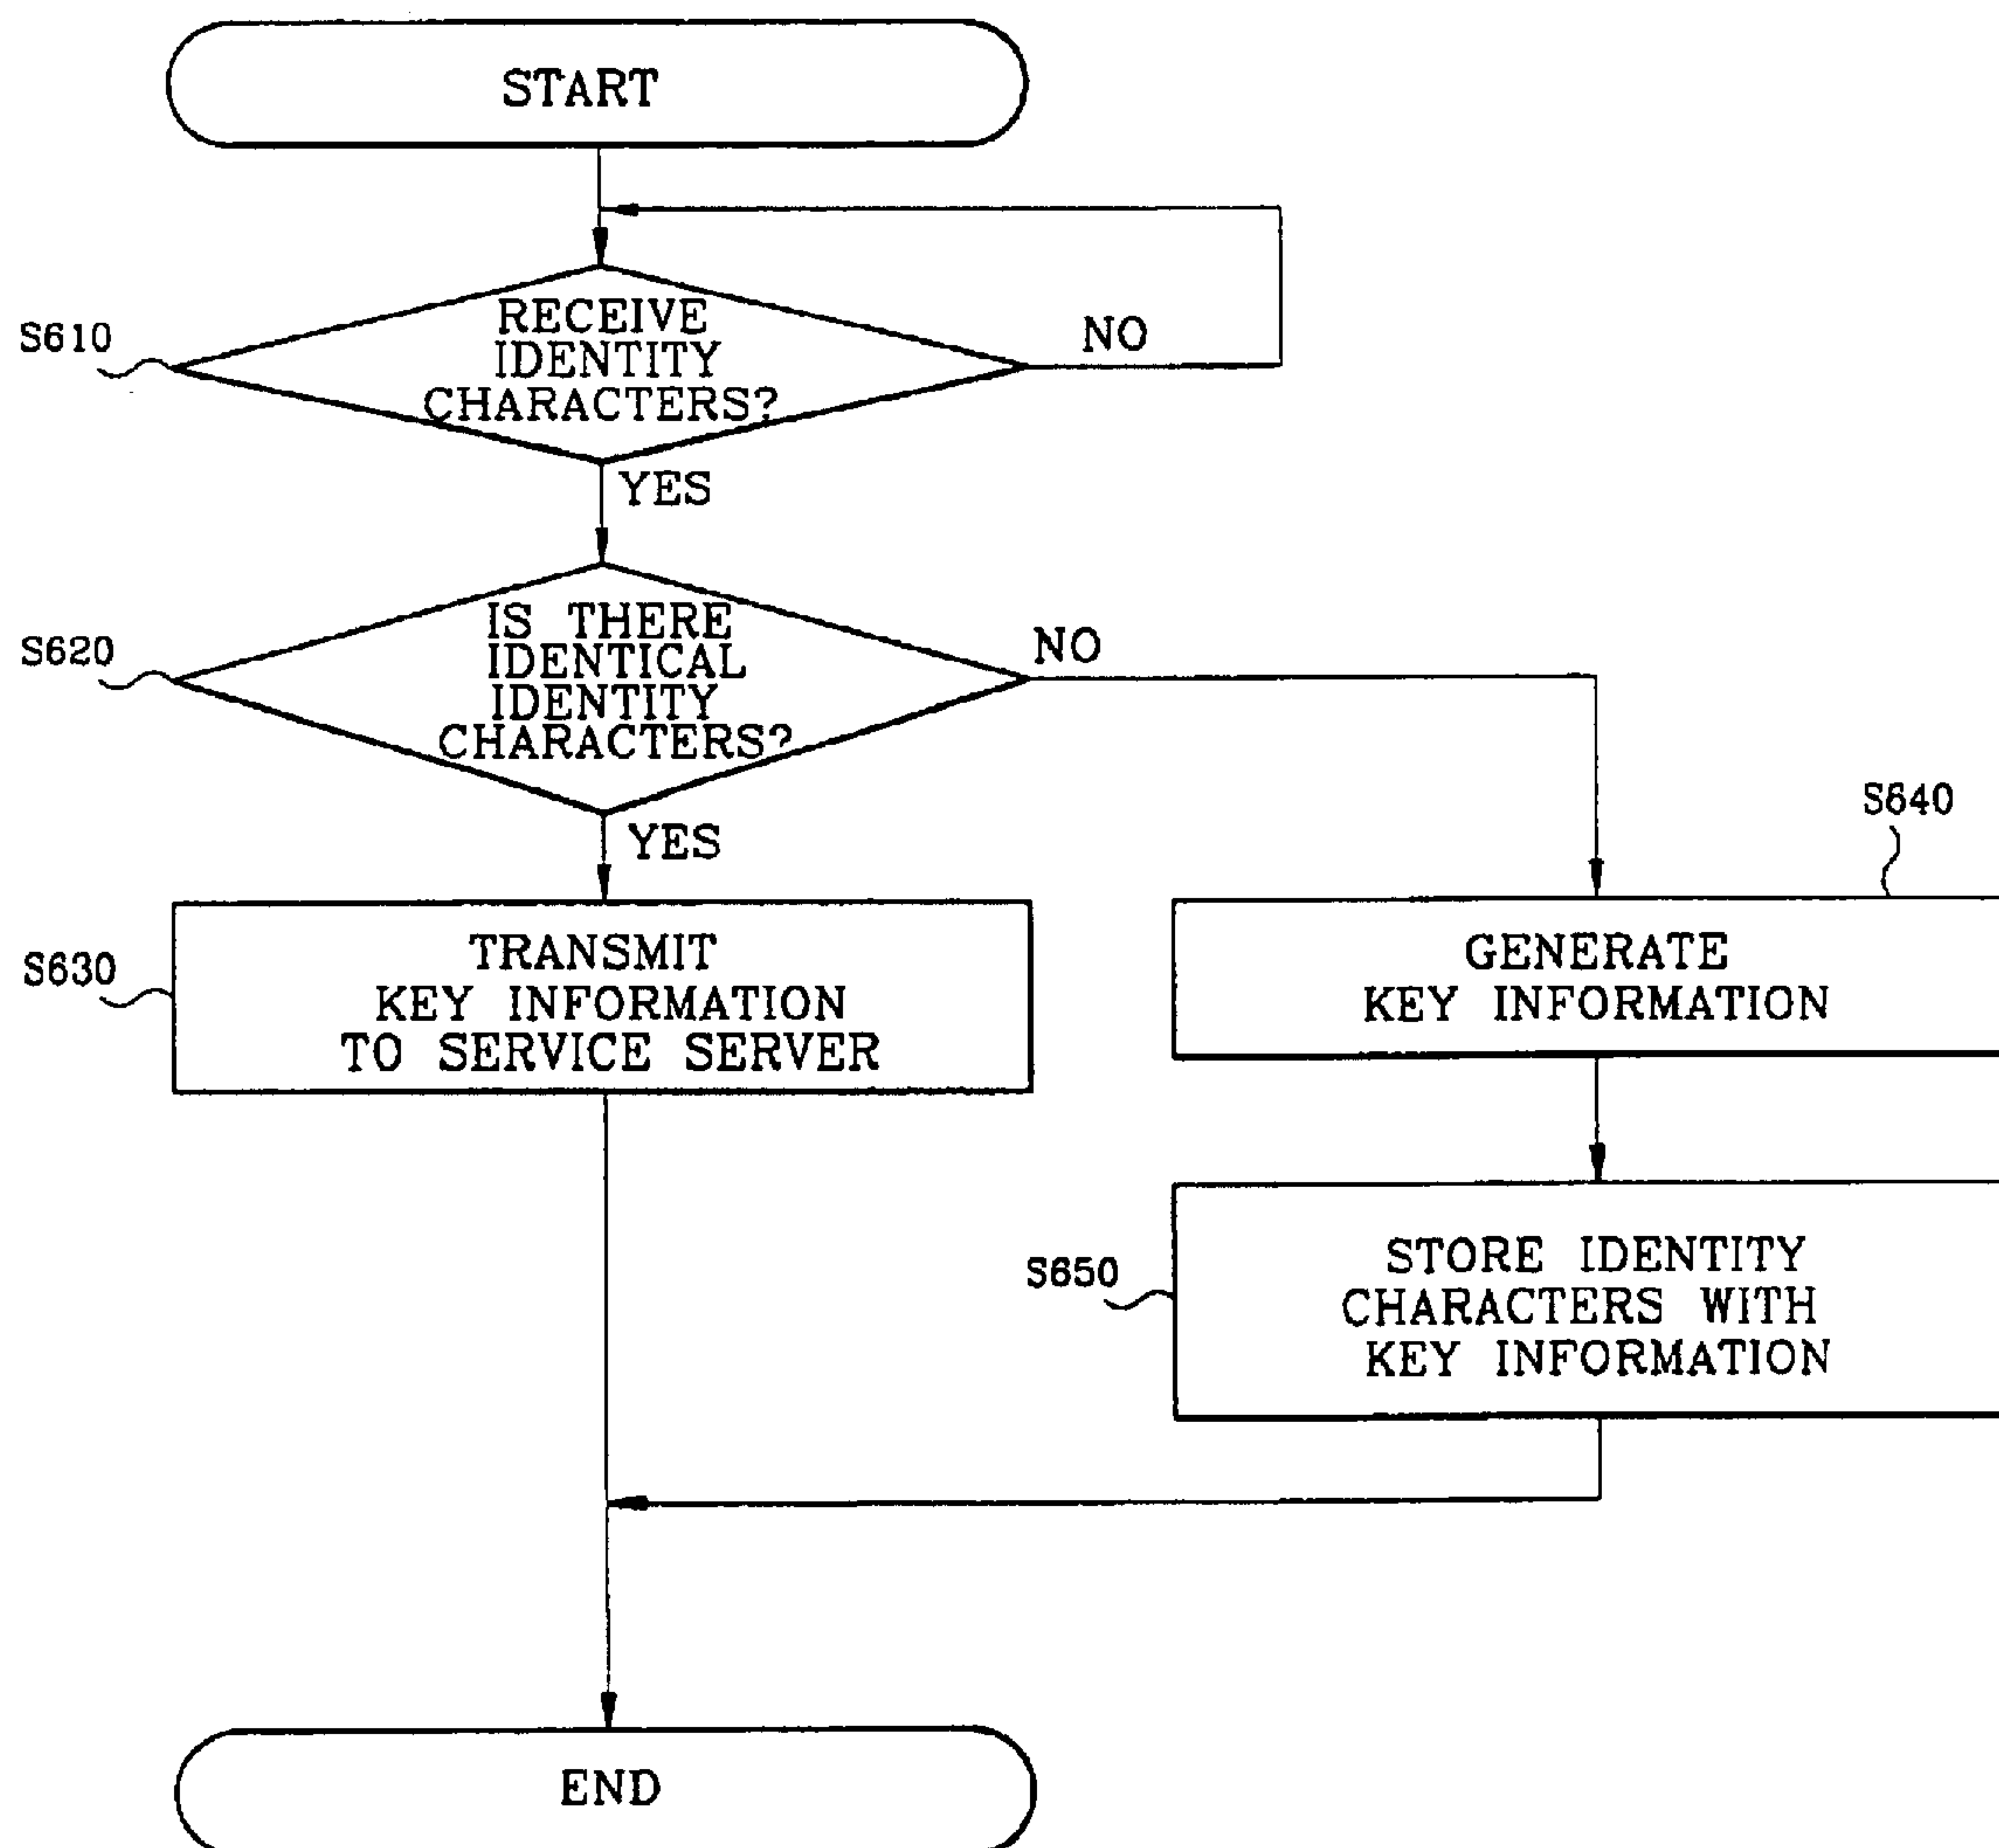 START
S610
RECEIVE
IDENTITY
CHARACTERS?
NO
YES
S620
IS THERE
IDENTICAL
IDENTITY
CHARACTERS?
NO
YES
S630
TRANSMIT
KEY INFORMATION
TO SERVICE SERVER
S640
GENERATE
KEY INFORMATION
S650
STORE IDENTITY
CHARACTERS WITH
KEY INFORMATION
END